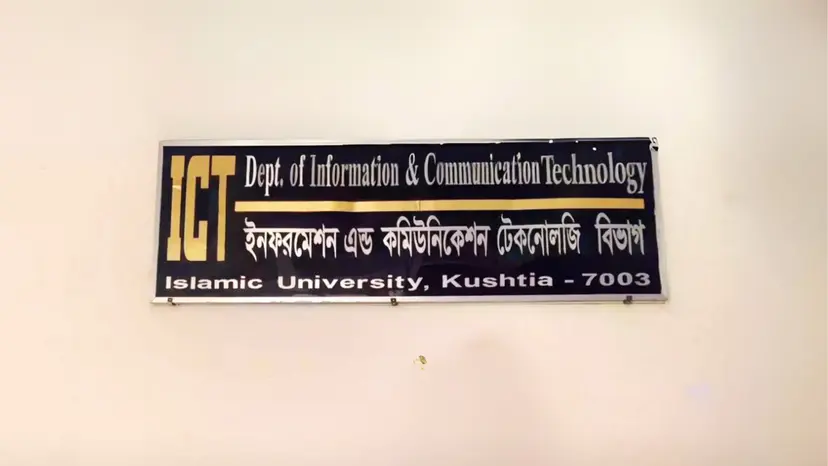 ICT
Dept. of Information & Communication Technology
ইনফরমেশন এন্ড কমিউনিকেশন টেকনোলজি বিভাগ
Islamic University, Kushtia - 7003